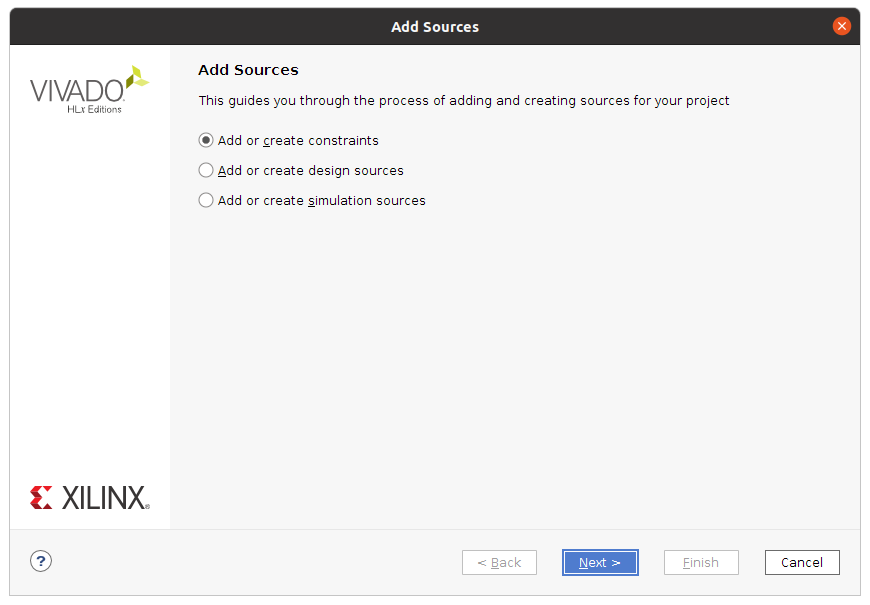 Add Sources
VIVADO.
HLx Editions
Add Sources
This guides you through the process of adding and creating sources for your project
Add or create constraints
Add or create design sources
Add or create simulation sources
XILINX®
?
< Back
Next >
Finish
Cancel